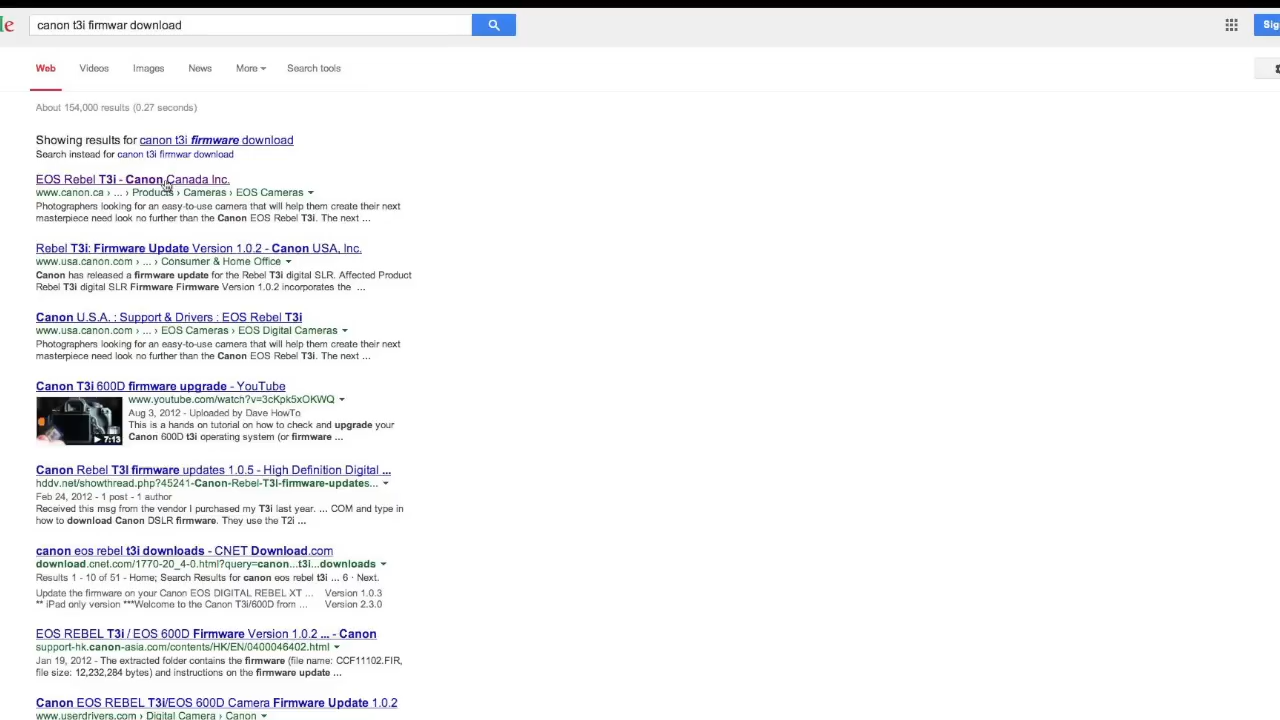 le canon t3i firmwar download Sig
Web Videos Images News More Search tools
About 154,000 results (0.27 seconds)
Showing results for canon t3i firmware download
Search instead for canon t3i firmwar download
EOS Rebel T3i - Canon Canada Inc.
www.canon.ca › ... › Products › Cameras › EOS Cameras
Photographers looking for an easy-to-use camera that will help them create their next
masterpiece need look no further than the Canon EOS Rebel T3i. The next ...
Rebel T3i: Firmware Update Version 1.0.2 - Canon USA, Inc.
www.usa.canon.com › ... › Consumer & Home Office
Canon has released a firmware update for the Rebel T3i digital SLR. Affected Product
Rebel T3i digital SLR Firmware Firmware Version 1.0.2 incorporates the ...
Canon U.S.A. : Support & Drivers : EOS Rebel T3i
www.usa.canon.com › ... › EOS Cameras › EOS Digital Cameras
Photographers looking for an easy-to-use camera that will help them create their next
masterpiece need look no further than the Canon EOS Rebel T3i. The next ...
Canon T3i 600D firmware upgrade - YouTube
www.youtube.com/watch?v=3cKpk5xOKWQ
Aug 3, 2012 - Uploaded by Dave HowTo
This is a hands on tutorial on how to check and upgrade your
Canon 600D t3i operating system (or firmware ...
7:13
Canon Rebel T3I firmware updates 1.0.5 - High Definition Digital ...
hddv.net/showthread.php?45241-Canon-Rebel-T3I-firmware-updates...
Feb 24, 2012 - 1 post - 1 author
Received this msg from the vendor I purchased my T3i last year. ... COM and type in
how to download Canon DSLR firmware. They use the T2i ...
canon eos rebel t3i downloads - CNET Download.com
download.cnet.com/1770-20_4-0.html?query=canon...t3i...downloads
Results 1 - 10 of 51 - Home; Search Results for canon eos rebel t3i ... 6 · Next.
Update the firmware on your Canon EOS DIGITAL REBEL XT ... Version 1.0.3
** iPad only version ***Welcome to the Canon T3i/600D from ... Version 2.3.0
EOS REBEL T3i / EOS 600D Firmware Version 1.0.2 ... - Canon
support-hk.canon-asia.com/contents/HK/EN/0400046402.html
Jan 19, 2012 - The extracted folder contains the firmware (file name: CCF11102.FIR,
file size: 12,232,284 bytes) and instructions on the firmware update ...
Canon EOS REBEL T3i/EOS 600D Camera Firmware Update 1.0.2
www.userdrivers.com › Digital Camera › Canon